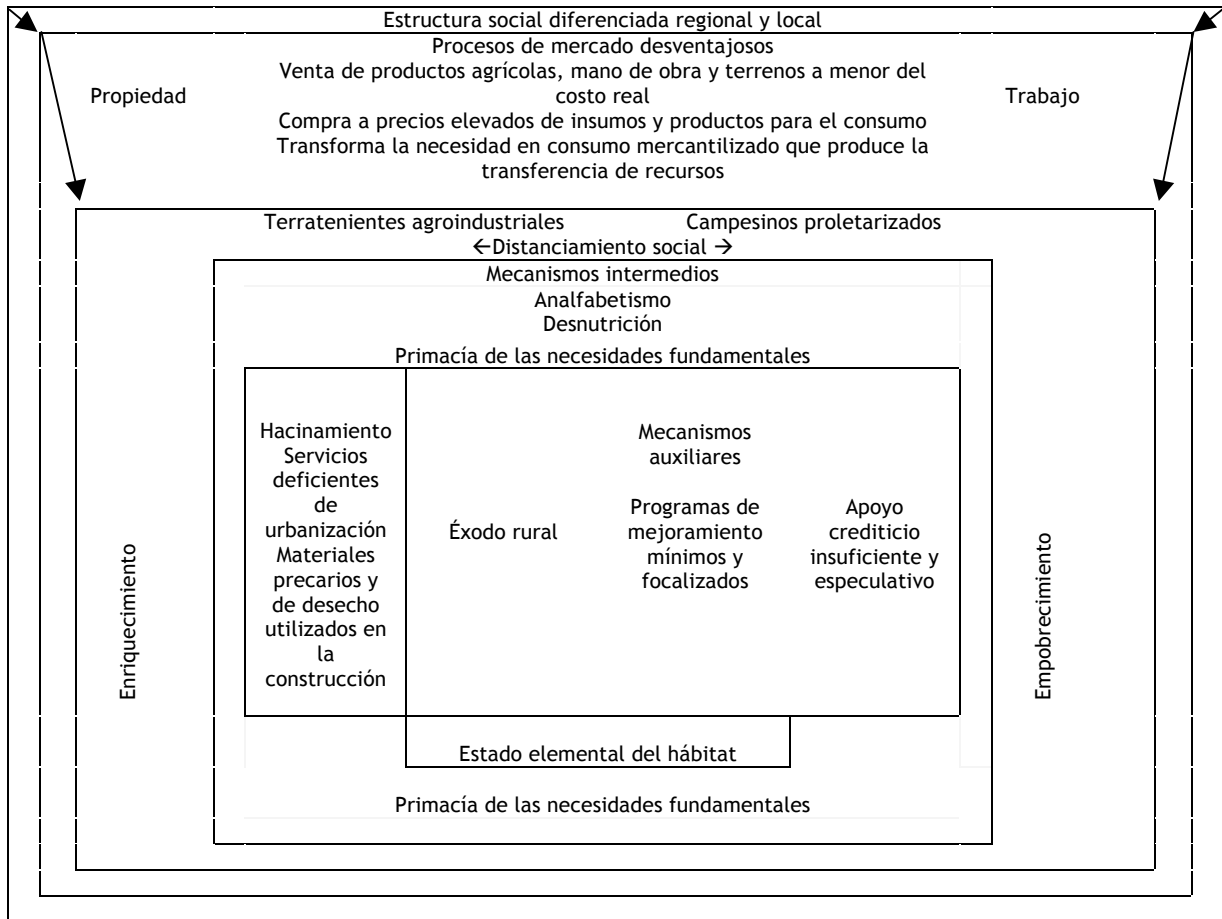 Estructura social diferenciada regional y local
Procesos de mercado desventajosos
Venta de productos agrícolas, mano de obra y terrenos a menor del
costo real
Compra a precios elevados de insumos y productos para el consumo
Transforma la necesidad en consumo mercantilizado que produce la
transferencia de recursos
Propiedad
Trabajo
Terratenientes agroindustriales
Campesinos proletarizados
←Distanciamiento social →
Mecanismos intermedios
Analfabetismo
Desnutrición
Primacía de las necesidades fundamentales
Enriquecimiento
Hacinamiento
Servicios
deficientes
de
urbanización
Materiales
precarios y
de desecho
utilizados en
la
construcción
Éxodo rural
Mecanismos
auxiliares
Programas de
mejoramiento
mínimos y
focalizados
Apoyo
crediticio
insuficiente y
especulativo
Empobrecimiento
Estado elemental del hábitat
Primacía de las necesidades fundamentales